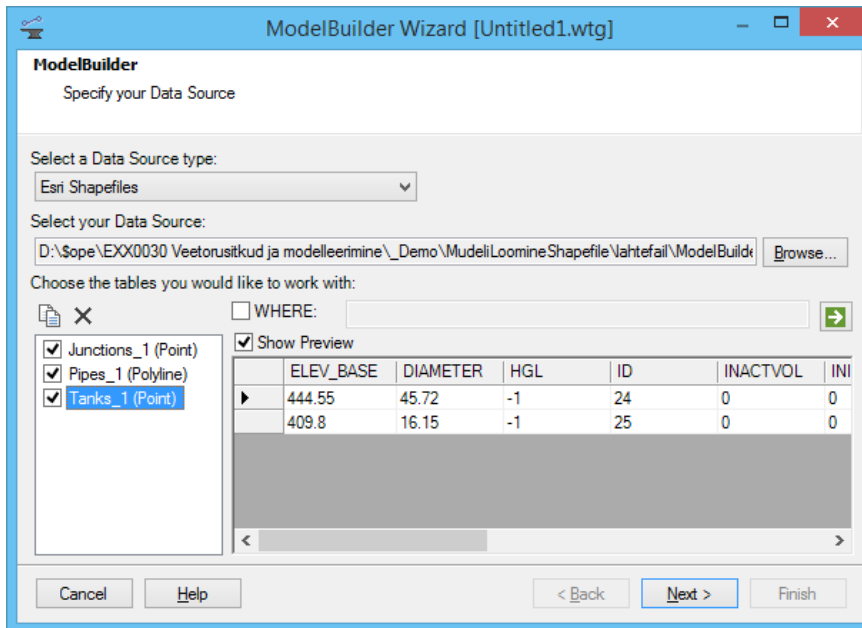 ModelBuilder Wizard [Untitled1.wtg]
ModelBuilder
Specify your Data Source
Select a Data Source type:
Esri Shapefiles
Select your Data Source:
D:\$ope\EXX0030 Veetorusitkud ja modelleerimine\_Demo\MudeliLoomineShapefile\lahtefail\ModelBuilde
Browse...
Choose the tables you would like to work with:
WHERE:
Show Preview
Junctions_1 (Point)
Pipes_1 (Polyline)
Tanks_1 (Point)
ELEV_BASE DIAMETER HGL ID INACTVOL INI
444.55 45.72 -1 24 0 0
409.8 16.15 -1 25 0 0
Cancel Help < Back Next > Finish